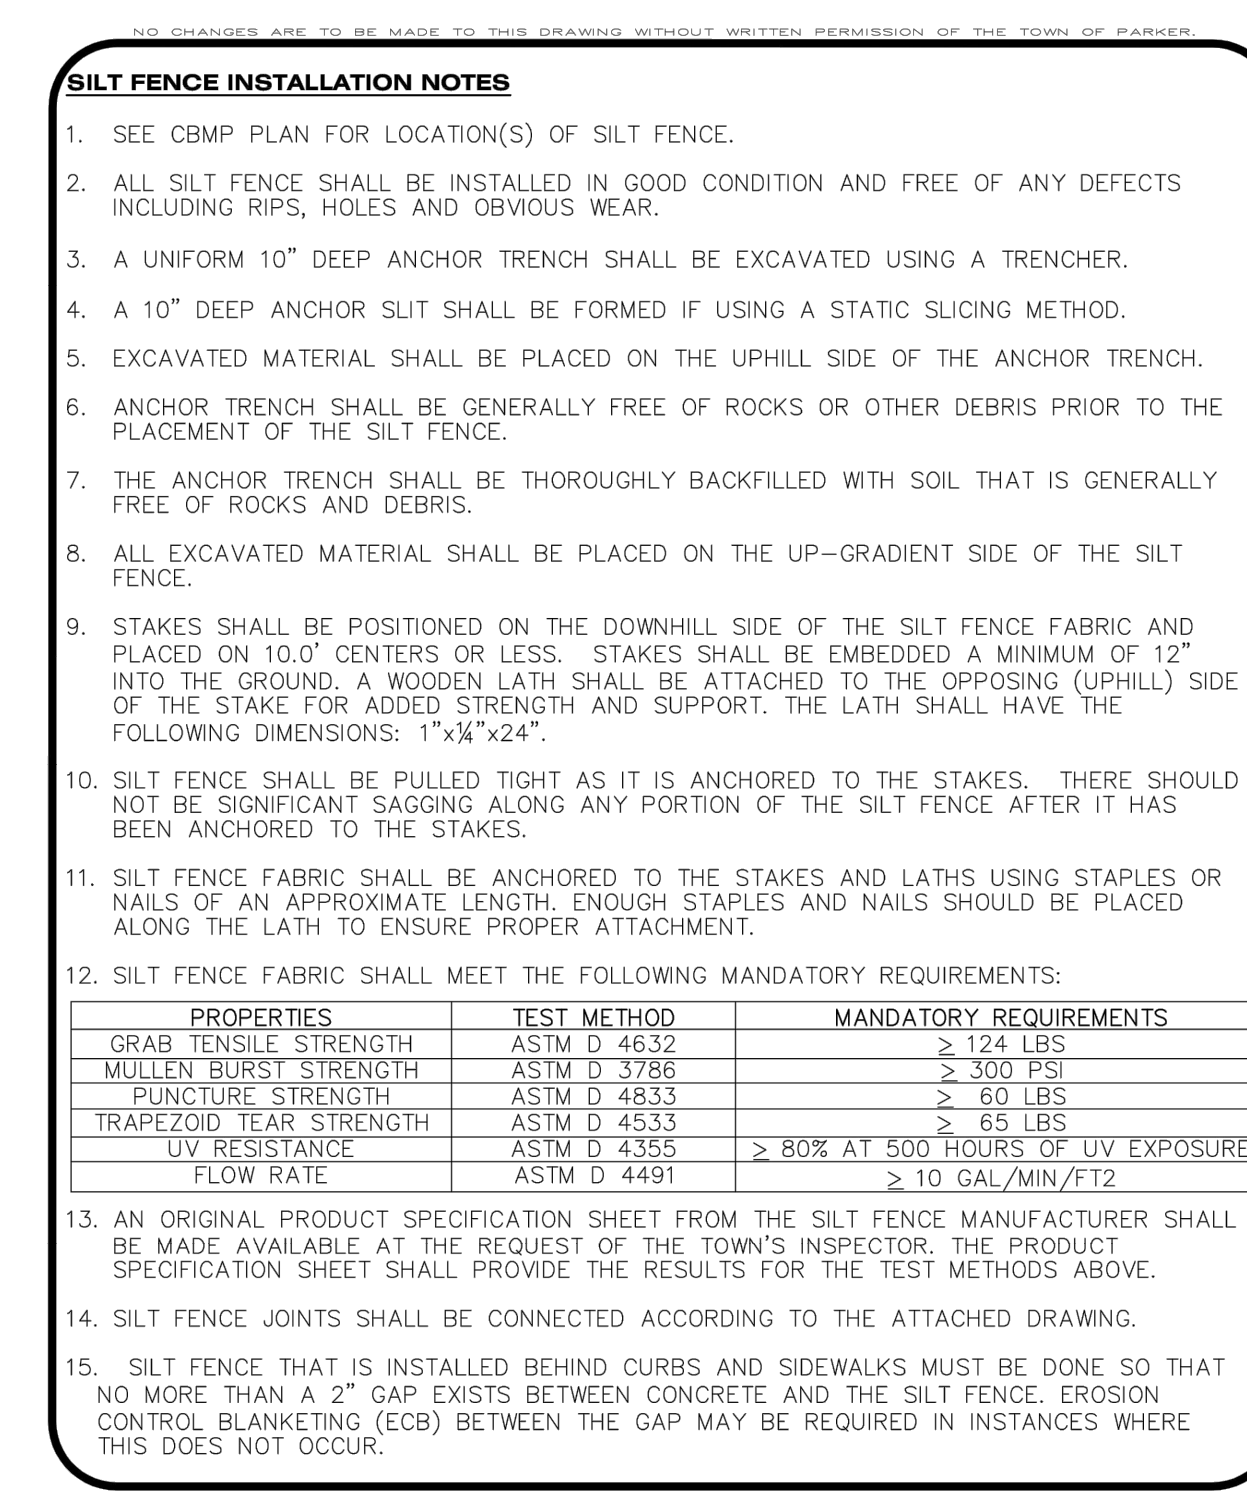 NO CHANGES ARE TO BE MADE TO THIS DRAWING WITHOUT WRITTEN PERMISSION OF THE TOWN OF PARKER.
SILT FENCE INSTALLATION NOTES
1. SEE CBMP PLAN FOR LOCATION(S) OF SILT FENCE.
2. ALL SILT FENCE SHALL BE INSTALLED IN GOOD CONDITION AND FREE OF ANY DEFECTS
INCLUDING RIPS, HOLES AND OBVIOUS WEAR.
3. A UNIFORM 10” DEEP ANCHOR TRENCH SHALL BE EXCAVATED USING A TRENCHER.
4. A 10” DEEP ANCHOR SLIT SHALL BE FORMED IF USING A STATIC SLICING METHOD.
5. EXCAVATED MATERIAL SHALL BE PLACED ON THE UPHILL SIDE OF THE ANCHOR TRENCH.
6. ANCHOR TRENCH SHALL BE GENERALLY FREE OF ROCKS OR OTHER DEBRIS PRIOR TO THE
PLACEMENT OF THE SILT FENCE.
7. THE ANCHOR TRENCH SHALL BE THOROUGHLY BACKFILLED WITH SOIL THAT IS GENERALLY
FREE OF ROCKS AND DEBRIS.
8. ALL EXCAVATED MATERIAL SHALL BE PLACED ON THE UP–GRADIENT SIDE OF THE SILT
FENCE.
9. STAKES SHALL BE POSITIONED ON THE DOWNHILL SIDE OF THE SILT FENCE FABRIC AND
PLACED ON 10.0’ CENTERS OR LESS. STAKES SHALL BE EMBEDDED A MINIMUM OF 12”
INTO THE GROUND. A WOODEN LATH SHALL BE ATTACHED TO THE OPPOSING (UPHILL) SIDE
OF THE STAKE FOR ADDED STRENGTH AND SUPPORT. THE LATH SHALL HAVE THE
FOLLOWING DIMENSIONS: 1”x¼”x24”.
10. SILT FENCE SHALL BE PULLED TIGHT AS IT IS ANCHORED TO THE STAKES. THERE SHOULD
NOT BE SIGNIFICANT SAGGING ALONG ANY PORTION OF THE SILT FENCE AFTER IT HAS
BEEN ANCHORED TO THE STAKES.
11. SILT FENCE FABRIC SHALL BE ANCHORED TO THE STAKES AND LATHS USING STAPLES OR
NAILS OF AN APPROXIMATE LENGTH. ENOUGH STAPLES AND NAILS SHOULD BE PLACED
ALONG THE LATH TO ENSURE PROPER ATTACHMENT.
12. SILT FENCE FABRIC SHALL MEET THE FOLLOWING MANDATORY REQUIREMENTS:
PROPERTIES TEST METHOD MANDATORY REQUIREMENTS
GRAB TENSILE STRENGTH ASTM D 4632 ≥ 124 LBS
MULLEN BURST STRENGTH ASTM D 3786 ≥ 300 PSI
PUNCTURE STRENGTH ASTM D 4833 ≥ 60 LBS
TRAPEZOID TEAR STRENGTH ASTM D 4533 ≥ 65 LBS
UV RESISTANCE ASTM D 4355 ≥ 80% AT 500 HOURS OF UV EXPOSURE
FLOW RATE ASTM D 4491 ≥ 10 GAL/MIN/FT2
13. AN ORIGINAL PRODUCT SPECIFICATION SHEET FROM THE SILT FENCE MANUFACTURER SHALL
BE MADE AVAILABLE AT THE REQUEST OF THE TOWN’S INSPECTOR. THE PRODUCT
SPECIFICATION SHEET SHALL PROVIDE THE RESULTS FOR THE TEST METHODS ABOVE.
14. SILT FENCE JOINTS SHALL BE CONNECTED ACCORDING TO THE ATTACHED DRAWING.
15. SILT FENCE THAT IS INSTALLED BEHIND CURBS AND SIDEWALKS MUST BE DONE SO THAT
NO MORE THAN A 2” GAP EXISTS BETWEEN CONCRETE AND THE SILT FENCE. EROSION
CONTROL BLANKETING (ECB) BETWEEN THE GAP MAY BE REQUIRED IN INSTANCES WHERE
THIS DOES NOT OCCUR.